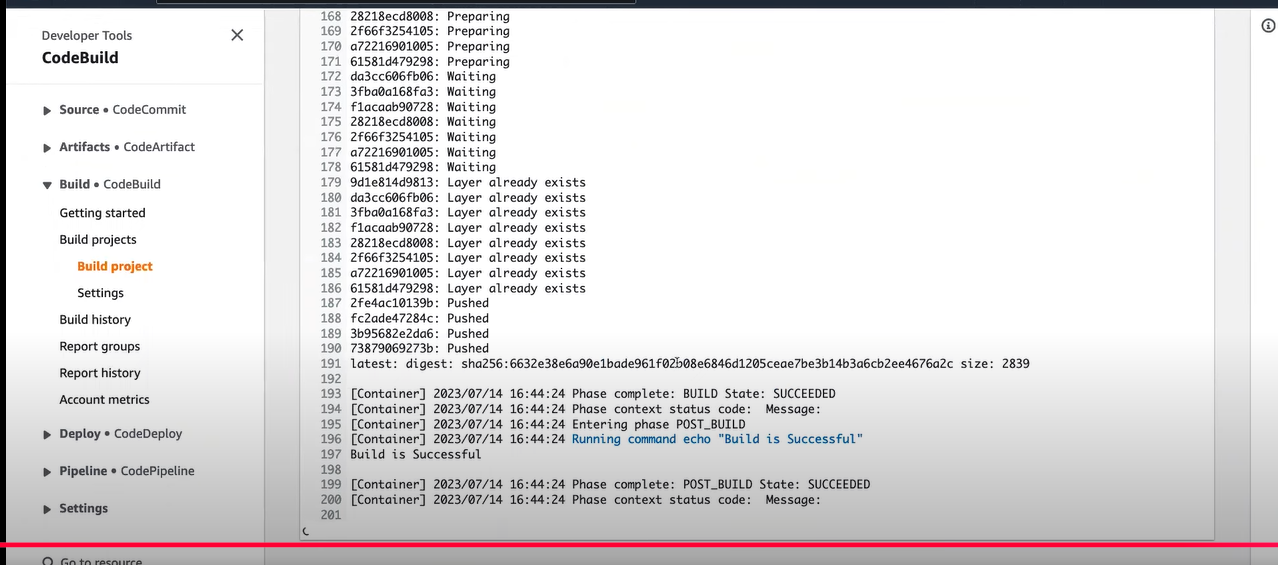 Developer Tools
CodeBuild
Source • CodeCommit
Artifacts • CodeArtifact
Build • CodeBuild
Getting started
Build projects
Build project
Settings
Build history
Report groups
Report history
Account metrics
Deploy • CodeDeploy
Pipeline • CodePipeline
Settings
Go to resource
168 28218ecd8008: Preparing
169 2f66f3254105: Preparing
170 a72216901005: Preparing
171 61581d479298: Preparing
172 da3cc606fb06: Waiting
173 3fba0a168fa3: Waiting
174 f1acaab90728: Waiting
175 28218ecd8008: Waiting
176 2f66f3254105: Waiting
177 a72216901005: Waiting
178 61581d479298: Waiting
179 9d1e814d9813: Layer already exists
180 da3cc606fb06: Layer already exists
181 3fba0a168fa3: Layer already exists
182 f1acaab90728: Layer already exists
183 28218ecd8008: Layer already exists
184 2f66f3254105: Layer already exists
185 a72216901005: Layer already exists
186 61581d479298: Layer already exists
187 2fe4ac10139b: Pushed
188 fc2ade47284c: Pushed
189 3b95682e2da6: Pushed
190 73879069273b: Pushed
191 latest: digest: sha256:6632e38e6a90e1bade961f02b08e6846d1205ceae7be3b14b3a6cb2ee4676a2c size: 2839
192
193 [Container] 2023/07/14 16:44:24 Phase complete: BUILD State: SUCCEEDED
194 [Container] 2023/07/14 16:44:24 Phase context status code: Message:
195 [Container] 2023/07/14 16:44:24 Entering phase POST_BUILD
196 [Container] 2023/07/14 16:44:24 Running command echo "Build is Successful"
197 Build is Successful
198
199 [Container] 2023/07/14 16:44:24 Phase complete: POST_BUILD State: SUCCEEDED
200 [Container] 2023/07/14 16:44:24 Phase context status code: Message:
201